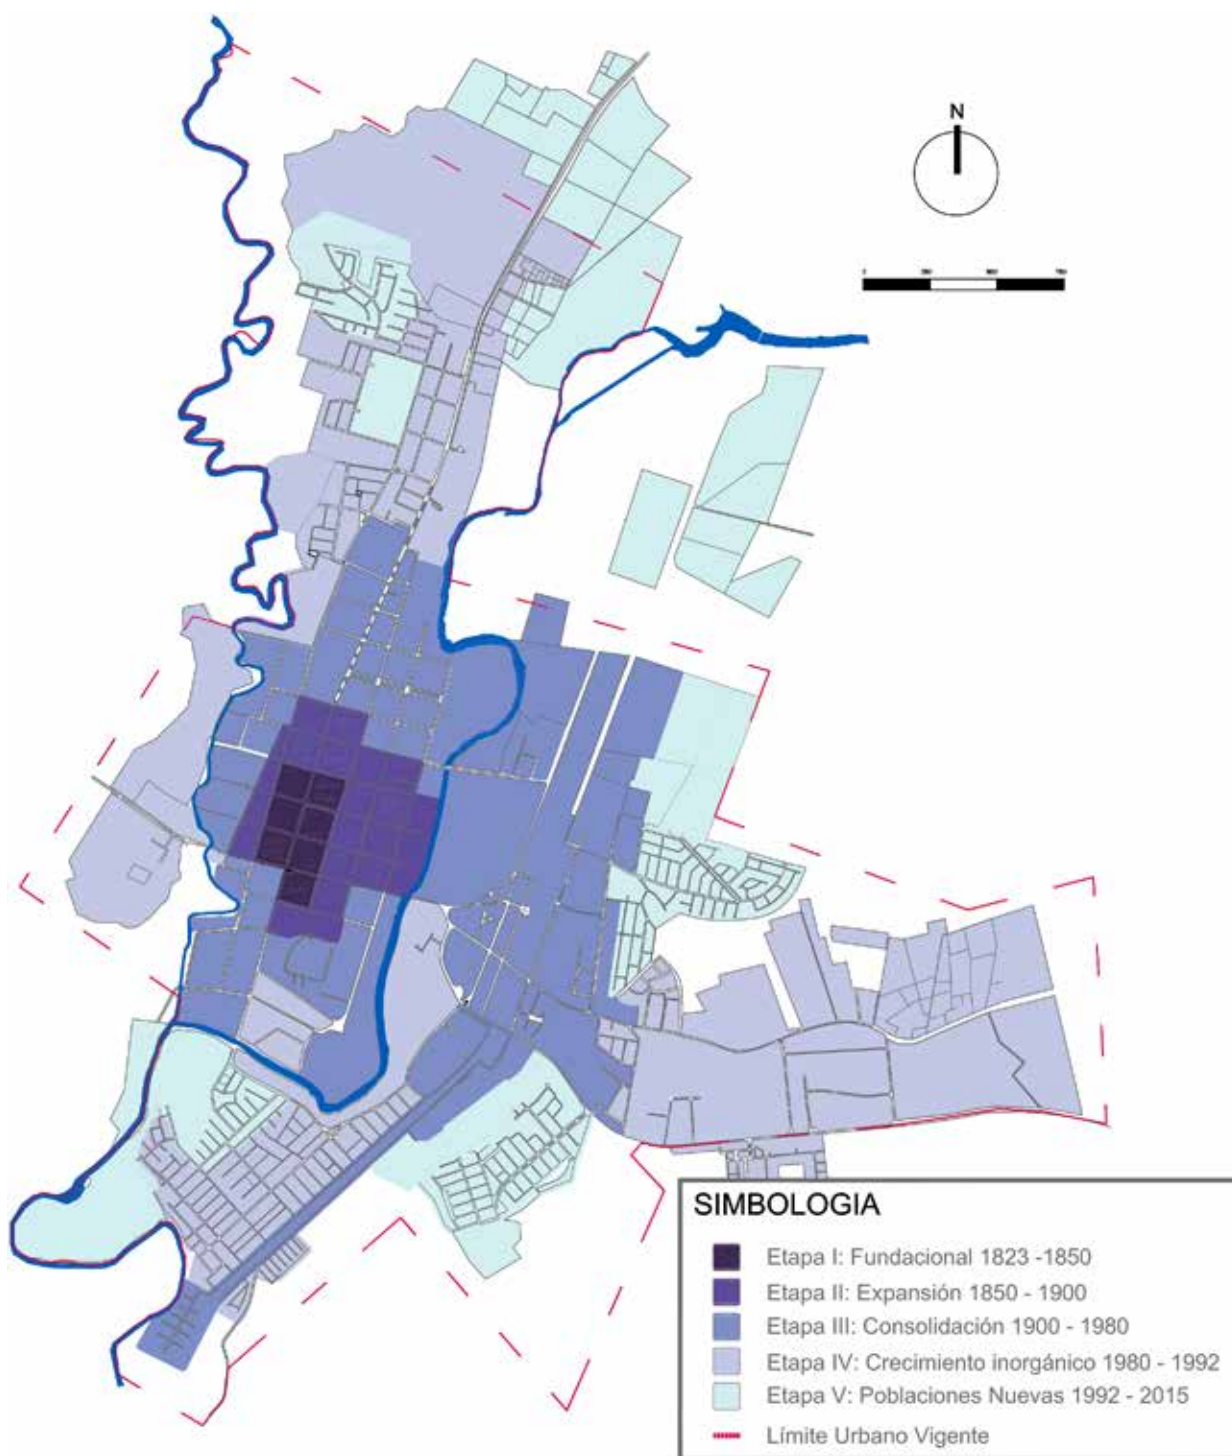 N
SIMBOLOGIA
Etapa I: Fundacional 1823 -1850
Etapa II: Expansión 1850 - 1900
Etapa III: Consolidación 1900 - 1980
Etapa IV: Crecimiento inorgánico 1980 - 1992
Etapa V: Poblaciones Nuevas 1992 - 2015
Límite Urbano Vigente